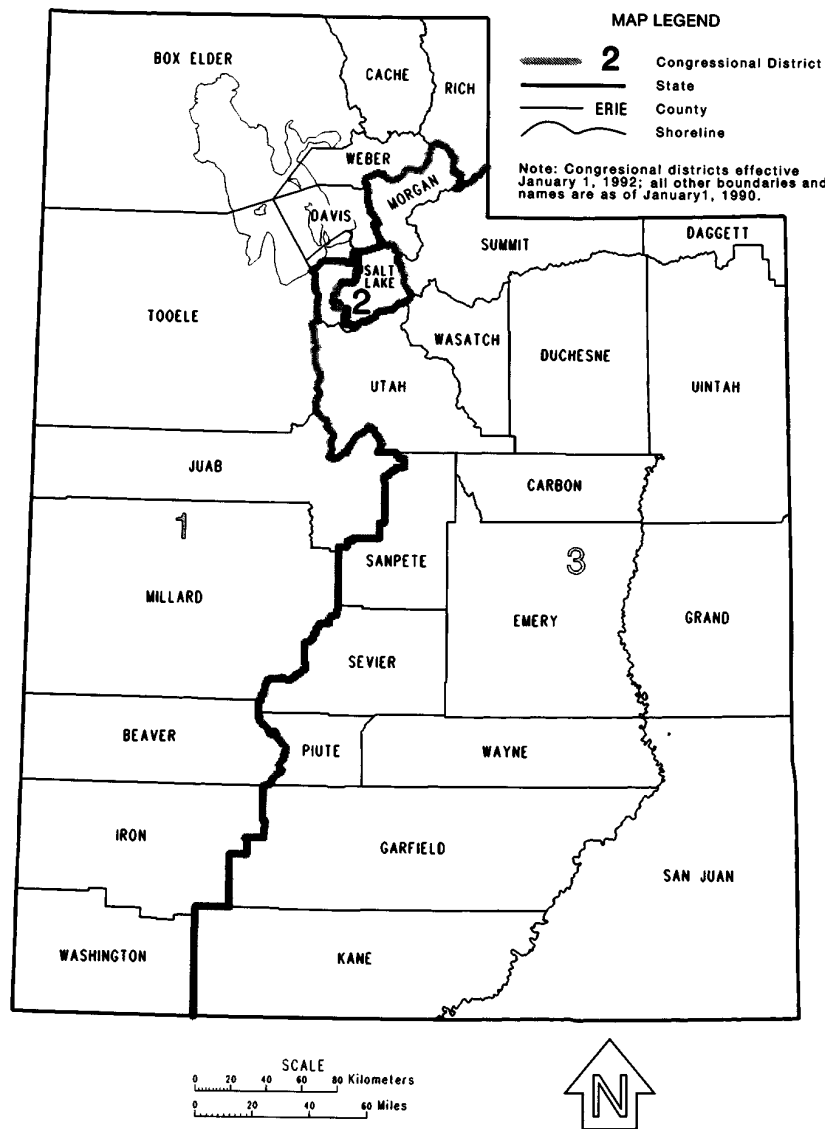 MAP LEGEND
2 Congressional District
State
ERIE County
Shoreline
Note: Congresional districts effective
January 1, 1992; all other boundaries and
names are as of January1, 1990.
BOX ELDER
CACHE
RICH
WEBER
MORGAN
DAVIS
SUMMIT
DAGGETT
SALT
LAKE
2
TOOELE
WASATCH
DUCHESNE
UINTAH
UTAH
JUAB
CARBON
1
SANPETE
3
MILLARD
EMERY
GRAND
SEVIER
BEAVER
PIUTE
WAYNE
IRON
GARFIELD
SAN JUAN
WASHINGTON
KANE
SCALE
0 20 40 60 80 Kilometers
0 20 40 60 Miles
N